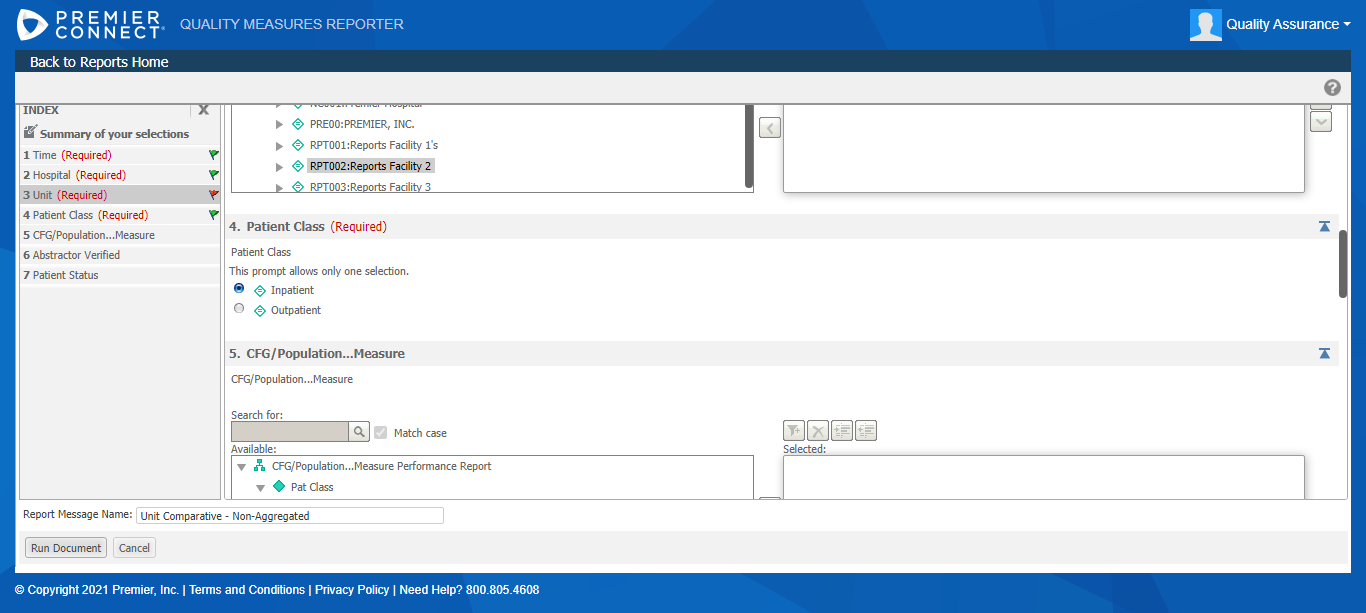 PREMIER
CONNECT
QUALITY MEASURES REPORTER
Quality Assurance
Back to Reports Home
INDEX
Summary of your selections
1 Time (Required)
2 Hospital (Required)
3 Unit (Required)
4 Patient Class (Required)
5 CFG/Population...Measure
6 Abstractor Verified
7 Patient Status
PRE00:PREMIER, INC.
RPT001:Reports Facility 1's
RPT002:Reports Facility 2
RPT003:Reports Facility 3
4. Patient Class (Required)
Patient Class
This prompt allows only one selection.
Inpatient
Outpatient
5. CFG/Population...Measure
CFG/Population...Measure
Search for:
Match case
Available:
Selected:
CFG/Population...Measure Performance Report
Pat Class
Report Message Name: Unit Comparative - Non-Aggregated
Run Document Cancel
© Copyright 2021 Premier, Inc. | Terms and Conditions | Privacy Policy | Need Help? 800.805.4608